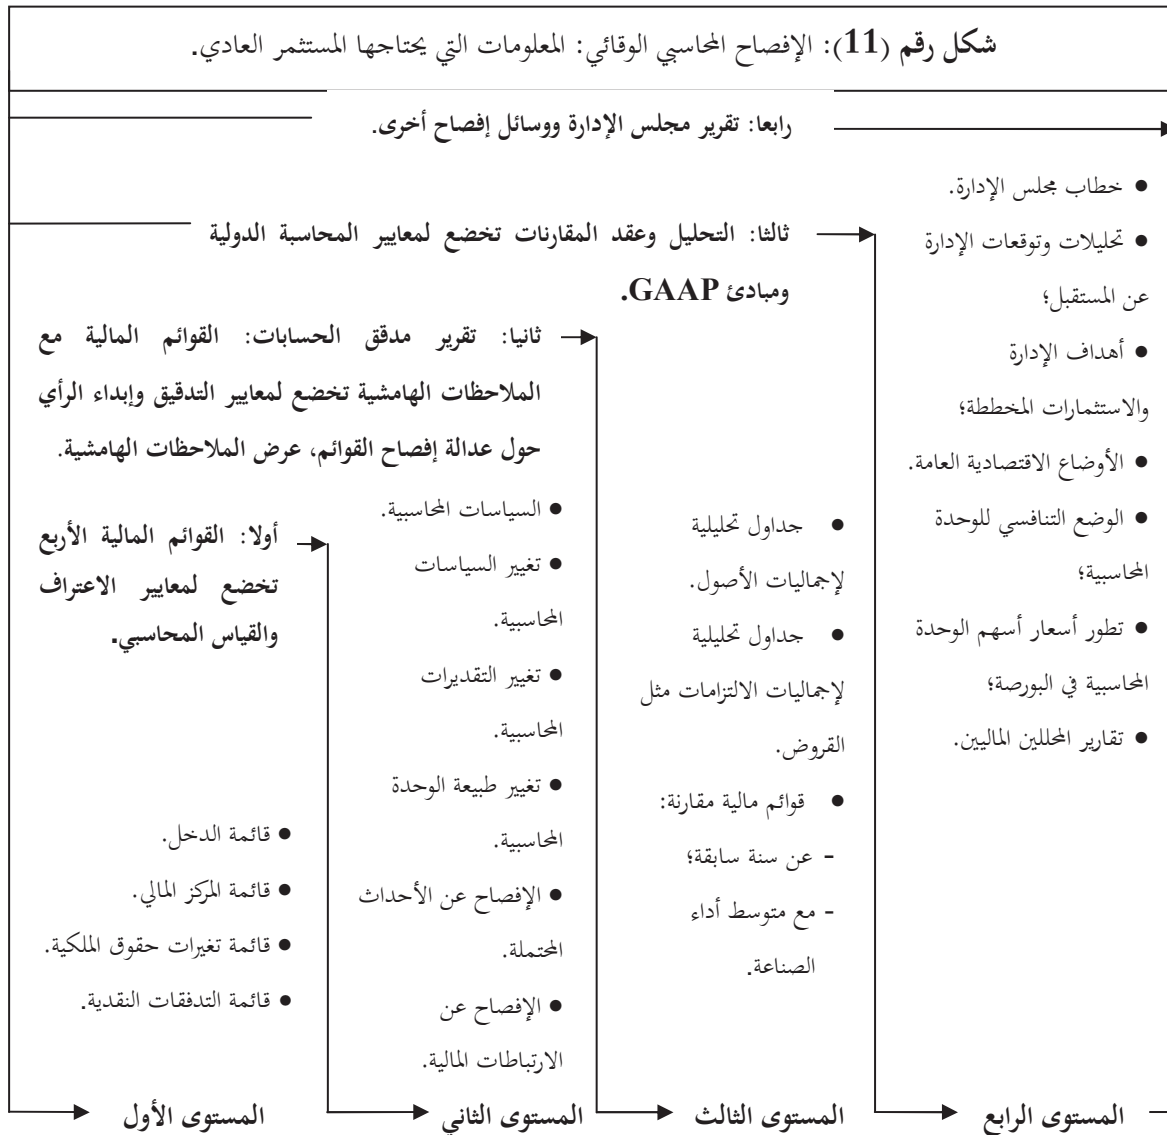 شكل رقم (11): الإفصاح المحاسبي الوقائي: المعلومات التي يحتاجها المستثمر العادي.
رابعا: تقرير مجلس الإدارة ووسائل إفصاح أخرى.
• خطاب مجلس الإدارة.
• تحليلات وتوقعات الإدارة
عن المستقبل؛
• أهداف الإدارة
والاستثمارات المخططة؛
• الأوضاع الاقتصادية العامة.
• الوضع التنافسي للوحدة
المحاسبية؛
• تطور أسعار أسهم الوحدة
المحاسبية في البورصة؛
• تقارير المحللين الماليين.
ثالثا: التحليل وعقد المقارنات تخضع لمعايير المحاسبة الدولية
ومبادئ GAAP.
• جداول تحليلية
لإجماليات الأصول.
• جداول تحليلية
لإجماليات الالتزامات مثل
القروض.
• قوائم مالية مقارنة:
- عن سنة سابقة؛
- مع متوسط أداء
الصناعة.
ثانيا: تقرير مدقق الحسابات: القوائم المالية مع
الملاحظات الهامشية تخضع لمعايير التدقيق وإبداء الرأي
حول عدالة إفصاح القوائم، عرض الملاحظات الهامشية.
• السياسات المحاسبية.
• تغيير السياسات
المحاسبية.
• تغيير التقديرات
المحاسبية.
• تغيير طبيعة الوحدة
المحاسبية.
• الإفصاح عن الأحداث
المحتملة.
• الإفصاح عن
الارتباطات المالية.
أولا: القوائم المالية الأربع
تخضع لمعايير الاعتراف
والقياس المحاسبي.
• قائمة الدخل.
• قائمة المركز المالي.
• قائمة تغيرات حقوق الملكية.
• قائمة التدفقات النقدية.
المستوى الرابع
المستوى الثالث
المستوى الثاني
المستوى الأول